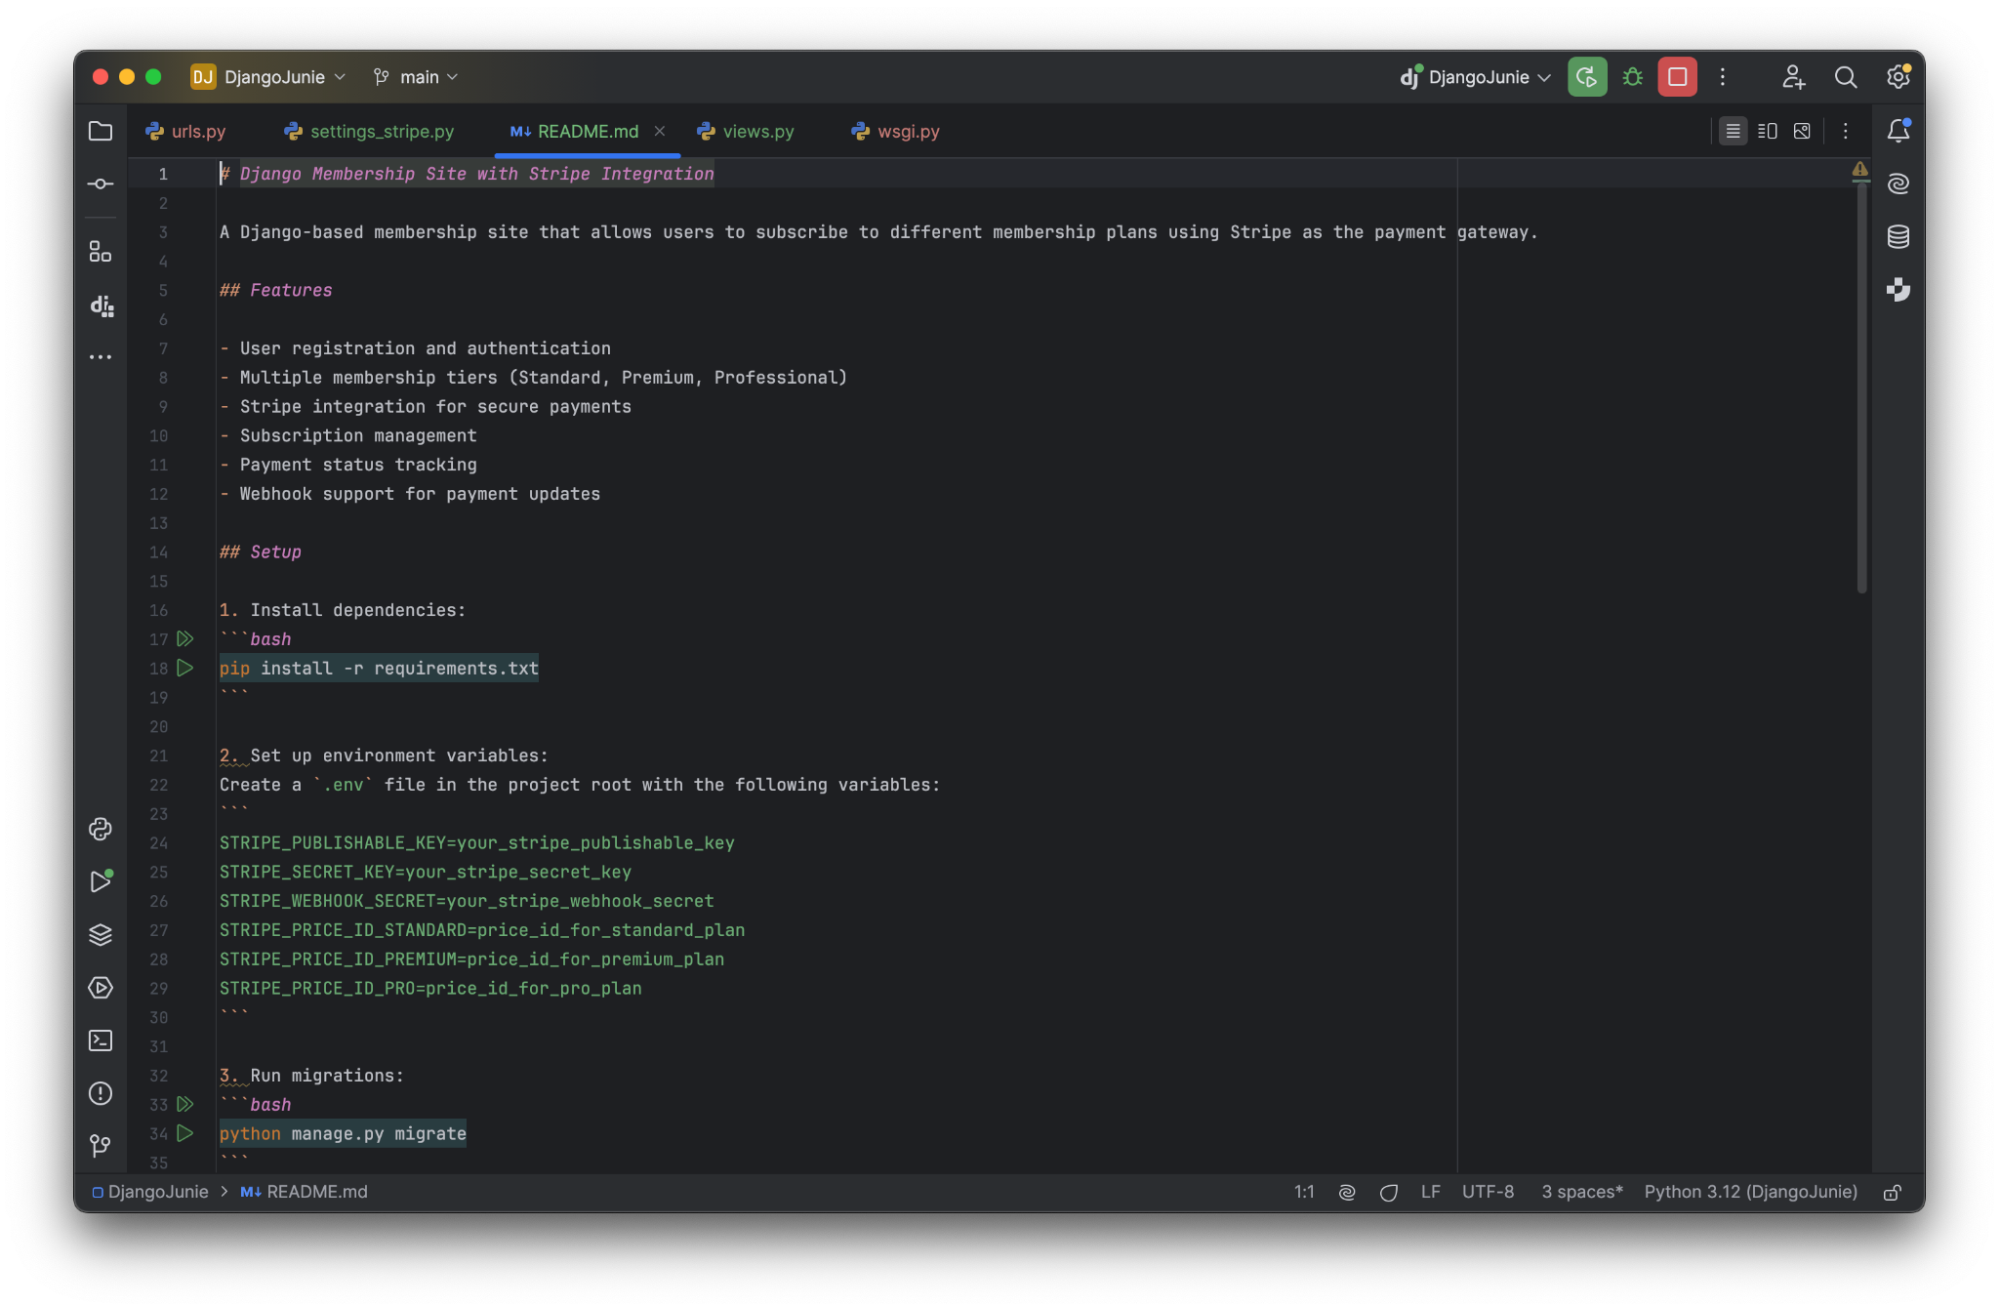 DJ DjangoJunie main dj DjangoJunie
urls.py settings_stripe.py M↓ README.md views.py wsgi.py
1 # Django Membership Site with Stripe Integration
2
3 A Django-based membership site that allows users to subscribe to different membership plans using Stripe as the payment gateway.
4
5 ## Features
6
7 - User registration and authentication
8 - Multiple membership tiers (Standard, Premium, Professional)
9 - Stripe integration for secure payments
10 - Subscription management
11 - Payment status tracking
12 - Webhook support for payment updates
13
14 ## Setup
15
16 1. Install dependencies:
17 ```bash
18 pip install -r requirements.txt
19 ```
20
21 2. Set up environment variables:
22 Create a `.env` file in the project root with the following variables:
23 ```
24 STRIPE_PUBLISHABLE_KEY=your_stripe_publishable_key
25 STRIPE_SECRET_KEY=your_stripe_secret_key
26 STRIPE_WEBHOOK_SECRET=your_stripe_webhook_secret
27 STRIPE_PRICE_ID_STANDARD=price_id_for_standard_plan
28 STRIPE_PRICE_ID_PREMIUM=price_id_for_premium_plan
29 STRIPE_PRICE_ID_PRO=price_id_for_pro_plan
30 ```
31
32 3. Run migrations:
33 ```bash
34 python manage.py migrate
35 ```
DjangoJunie > M↓ README.md 1:1 LF UTF-8 3 spaces* Python 3.12 (DjangoJunie)